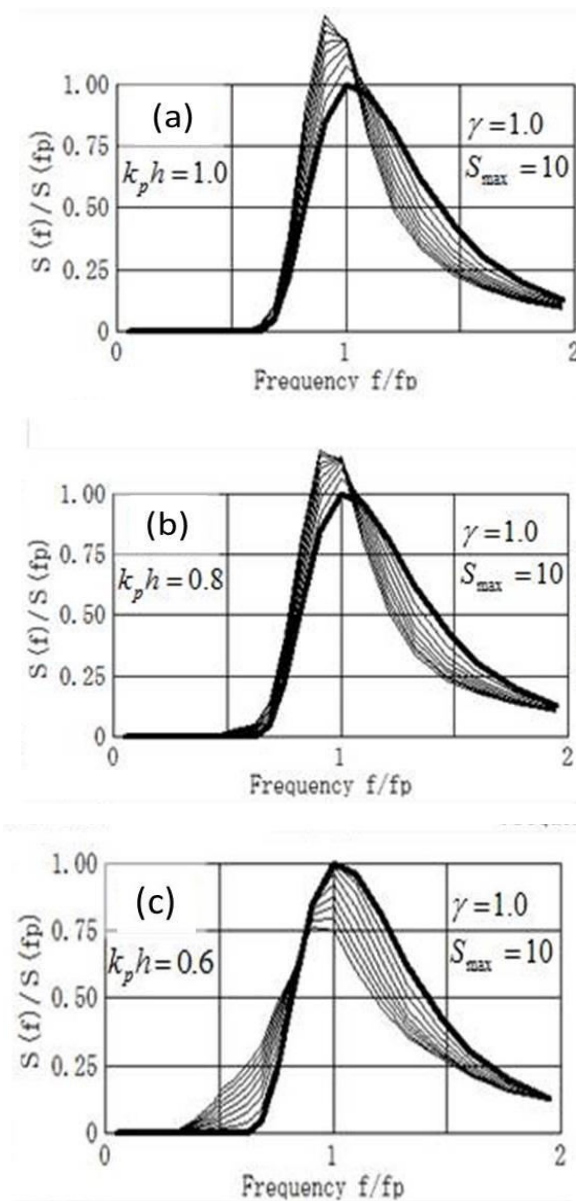 (a)
1.00
0.75
0.50
0.25
0
S(f)/S(fp)
k_p h = 1.0
γ = 1.0
S_max = 10
0 1 2
Frequency f/fp
(b)
1.00
0.75
0.50
0.25
0
S(f)/S(fp)
k_p h = 0.8
γ = 1.0
S_max = 10
0 1 2
Frequency f/fp
(c)
1.00
0.75
0.50
0.25
0
S(f)/S(fp)
k_p h = 0.6
γ = 1.0
S_max = 10
0 1 2
Frequency f/fp